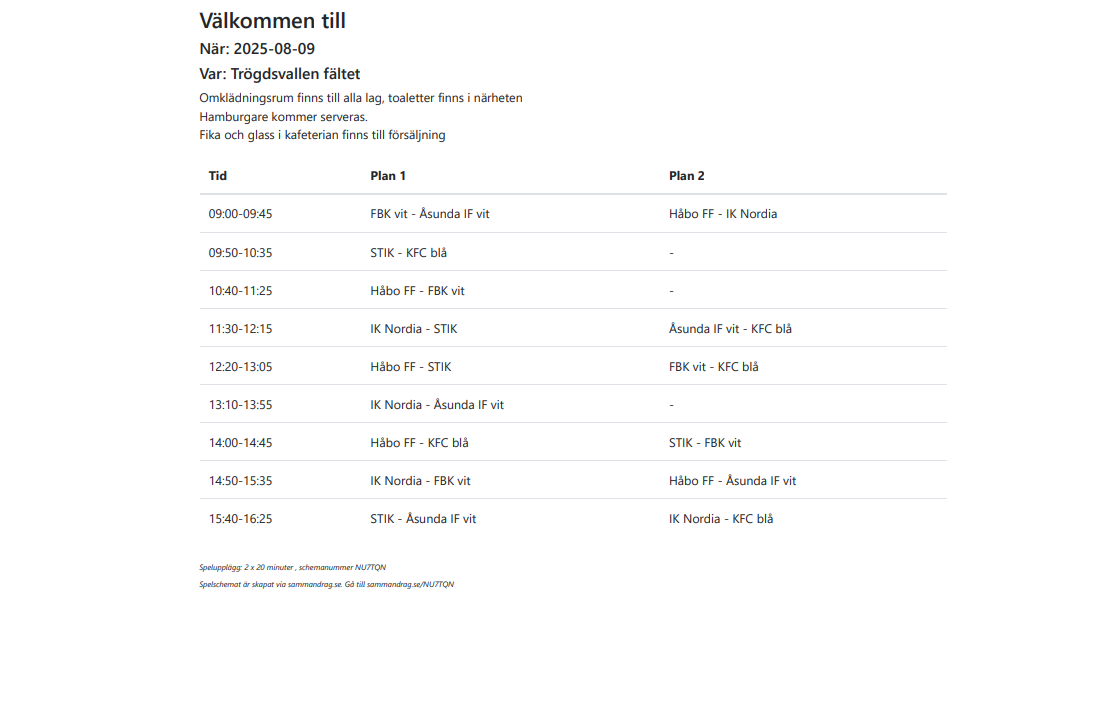 Välkommen till
När: 2025-08-09
Var: Trögdsvallen fältet
Omklädningsrum finns till alla lag, toaletter finns i närheten
Hamburgare kommer serveras.
Fika och glass i kafeterian finns till försäljning
Tid Plan 1 Plan 2
09:00-09:45 FBK vit - Åsunda IF vit Håbo FF - IK Nordia
09:50-10:35 STIK - KFC blå -
10:40-11:25 Håbo FF - FBK vit -
11:30-12:15 IK Nordia - STIK Åsunda IF vit - KFC blå
12:20-13:05 Håbo FF - STIK FBK vit - KFC blå
13:10-13:55 IK Nordia - Åsunda IF vit -
14:00-14:45 Håbo FF - KFC blå STIK - FBK vit
14:50-15:35 IK Nordia - FBK vit Håbo FF - Åsunda IF vit
15:40-16:25 STIK - Åsunda IF vit IK Nordia - KFC blå
Spelupplägg: 2 x 20 minuter , schemanummer NU7TQN
Spelschemat är skapat via sammandrag.se. Gå till sammandrag.se/NU7TQN